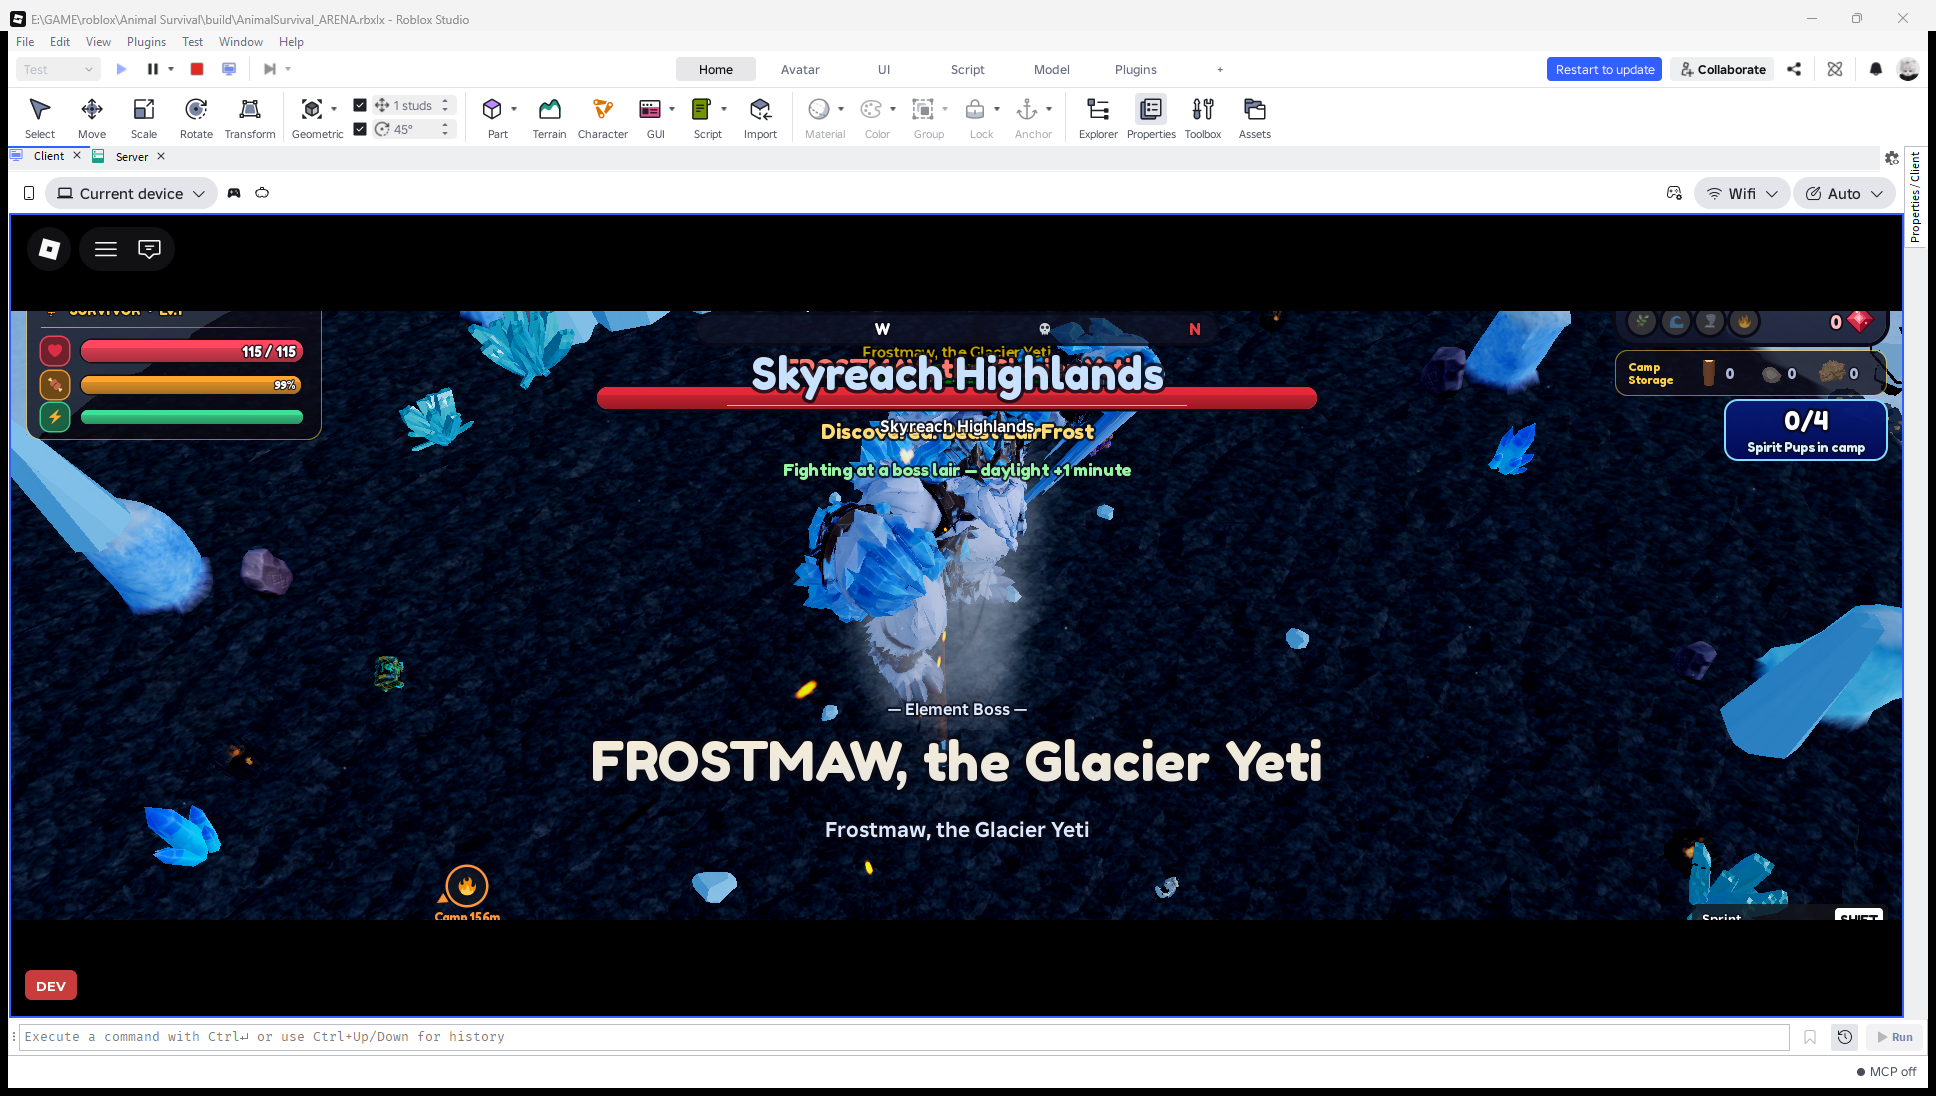 E:\GAME\roblox\Animal Survival\build\AnimalSurvival_ARENA.rbxlx - Roblox Studio
File Edit View Plugins Test Window Help
Test
Home Avatar UI Script Model Plugins +
Restart to update
Collaborate
1 studs
45°
Select Move Scale Rotate Transform Geometric Part Terrain Character GUI Script Import Material Color Group Lock Anchor Explorer Properties Toolbox Assets
Client Server
Properties / Client
Current device
Wifi
Auto
SURVIVOR
W
N
0
115 / 115
Frostmaw, the Glacier Yeti
Skyreach Highlands
99%
Camp
Storage
0 0 0
0/4
Spirit Pups in camp
Skyreach Highlands
Discovered: Beast Lair
Frost
Fighting at a boss lair — daylight +1 minute
— Element Boss —
FROSTMAW, the Glacier Yeti
Frostmaw, the Glacier Yeti
Camp 156m
Sprint
SHIFT
DEV
Execute a command with Ctrl↵ or use Ctrl+Up/Down for history
Run
MCP off